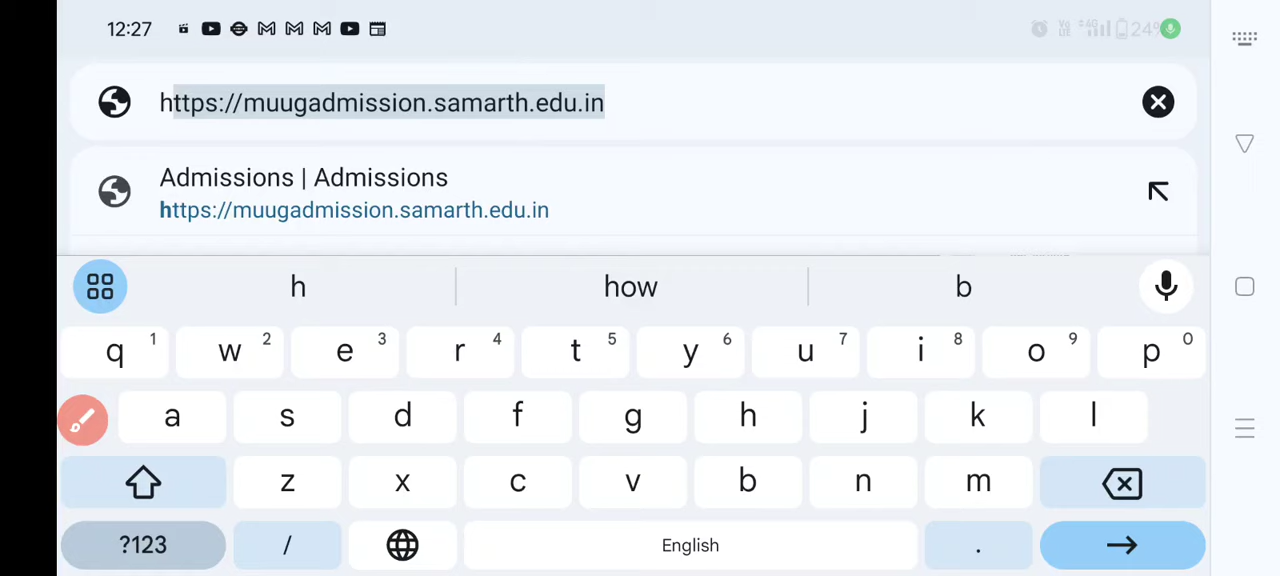 12:27
24%
https://muugadmission.samarth.edu.in
Admissions | Admissions
https://muugadmission.samarth.edu.in
h how b
q 1 w 2 e 3 r 4 t 5 y 6 u 7 i 8 o 9 p 0
a s d f g h j k l
z x c v b n m
?123 / English .